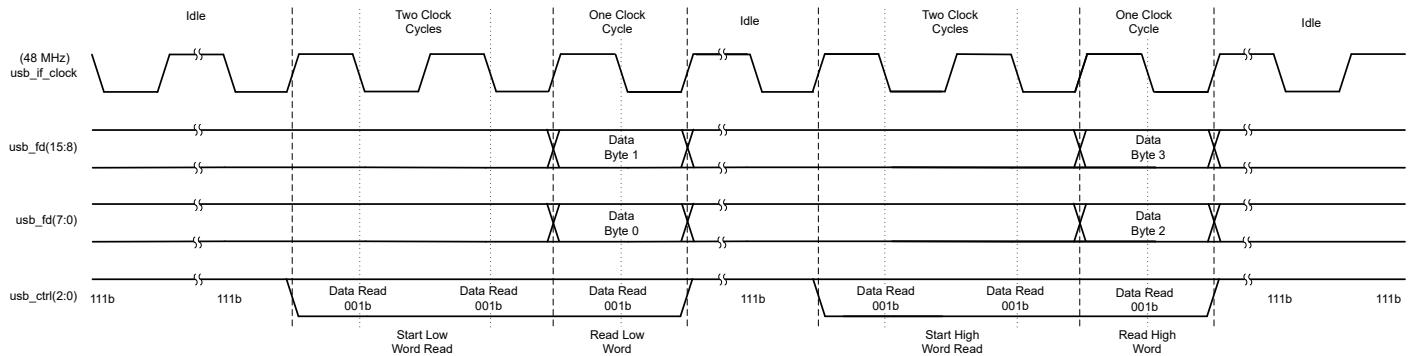 Idle
Two Clock
Cycles
One Clock
Cycle
Idle
Two Clock
Cycles
One Clock
Cycle
Idle
(48 MHz)
usb_if_clock
usb_fd(15:8)
Data
Byte 1
Data
Byte 3
usb_fd(7:0)
Data
Byte 0
Data
Byte 2
usb_ctrl(2:0)
111b
111b
Data Read
001b
Data Read
001b
Data Read
001b
111b
Data Read
001b
Data Read
001b
Data Read
001b
111b
111b
Start Low
Word Read
Read Low
Word
Start High
Word Read
Read High
Word